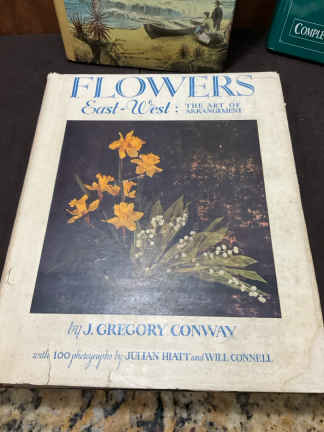 COMPLE
FLOWERS
East-West: THE ART OF
ARRANGEMENT
by J. GREGORY CONWAY
with 100 photographs by JULIAN HIATT and WILL CONNELL